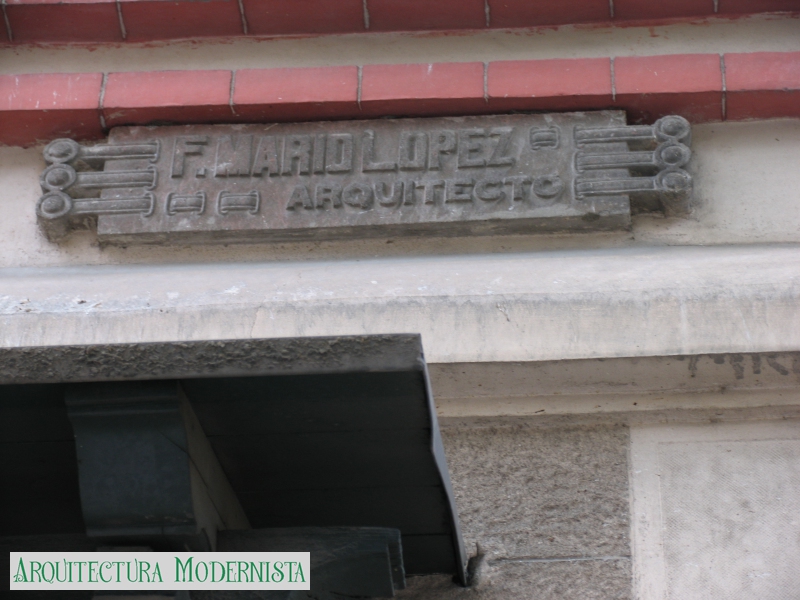 F. MARIO LOPEZ
ARQUITECTO
ARQUITECTURA MODERNISTA